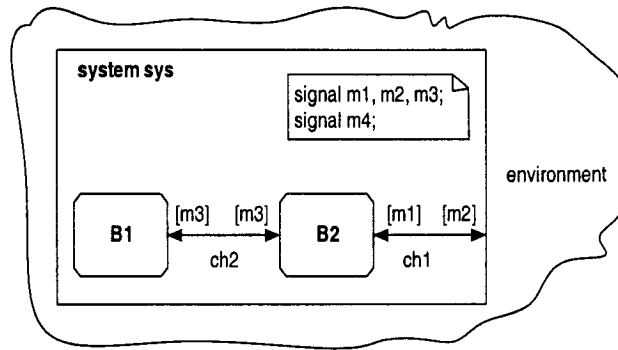 system sys
signal m1, m2, m3;
signal m4;
environment
[m3] [m3] [m1] [m2]
B1 B2
ch2 ch1